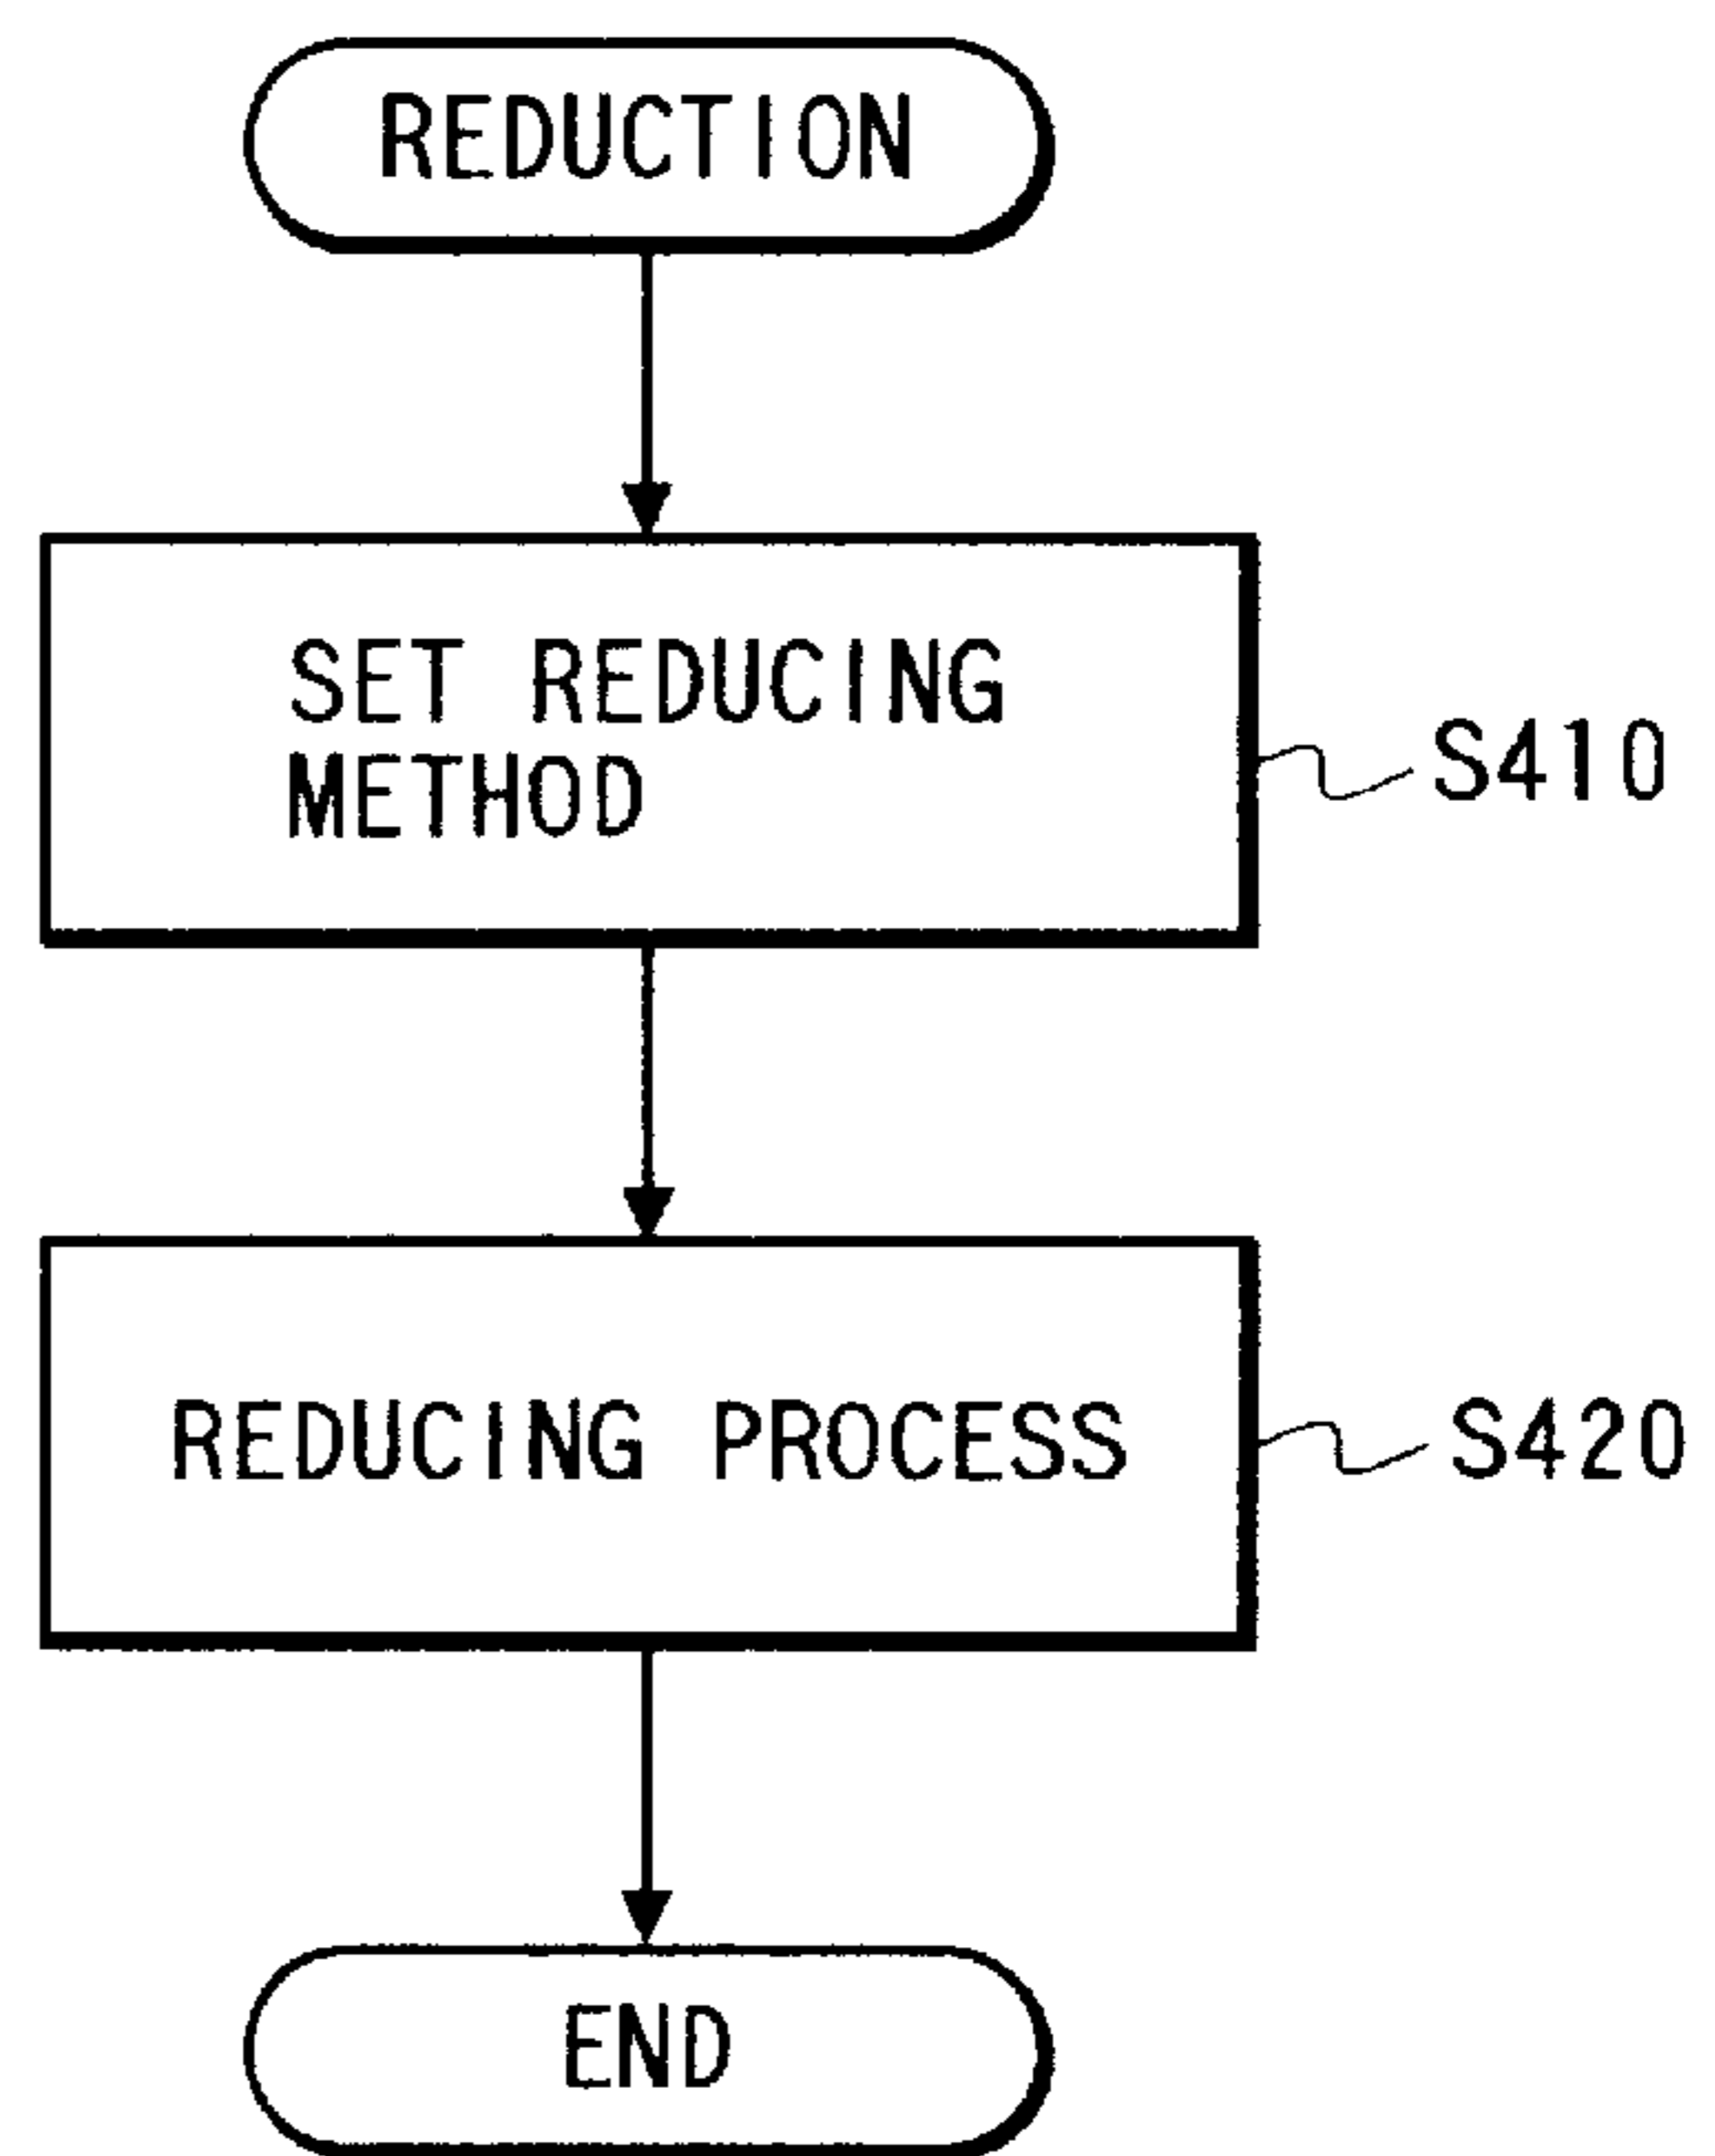 REDUCTION
SET REDUCING
METHOD
S410
REDUCING PROCESS
S420
END